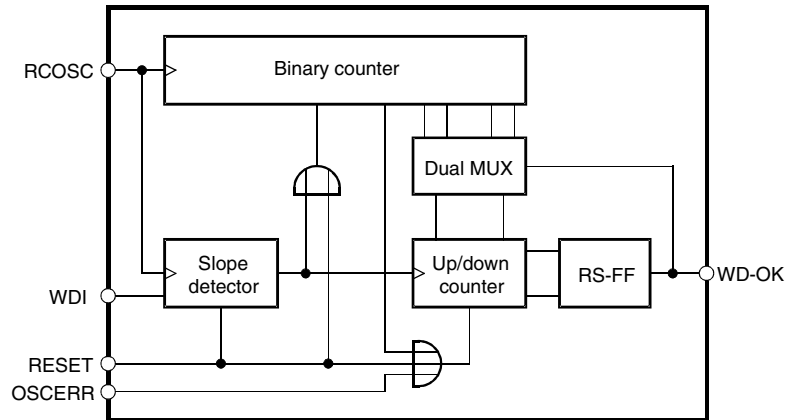 RCOSC
Binary counter
Dual MUX
Slope
detector
Up/down
counter
RS-FF
WD-OK
WDI
RESET
OSCERR